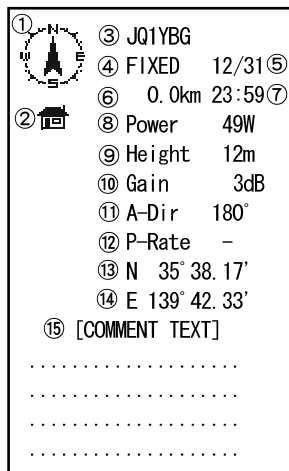 ① N ③ JQ1YBG
W E ④ FIXED 12/31⑤
S ⑥ 0.0km 23:59⑦
② ⑧ Power 49W
⑨ Height 12m
⑩ Gain 3dB
⑪ A-Dir 180°
⑫ P-Rate -
⑬ N 35°38.17'
⑭ E 139°42.33'
⑮ [COMMENT TEXT]
....................
....................
....................
....................